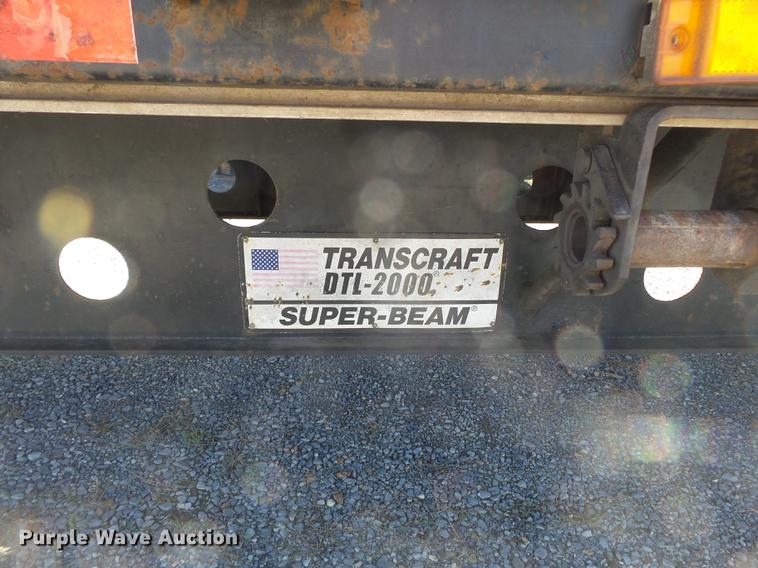 TRANSCRAFT
DTL-2000®
SUPER-BEAM®
Purple Wave Auction